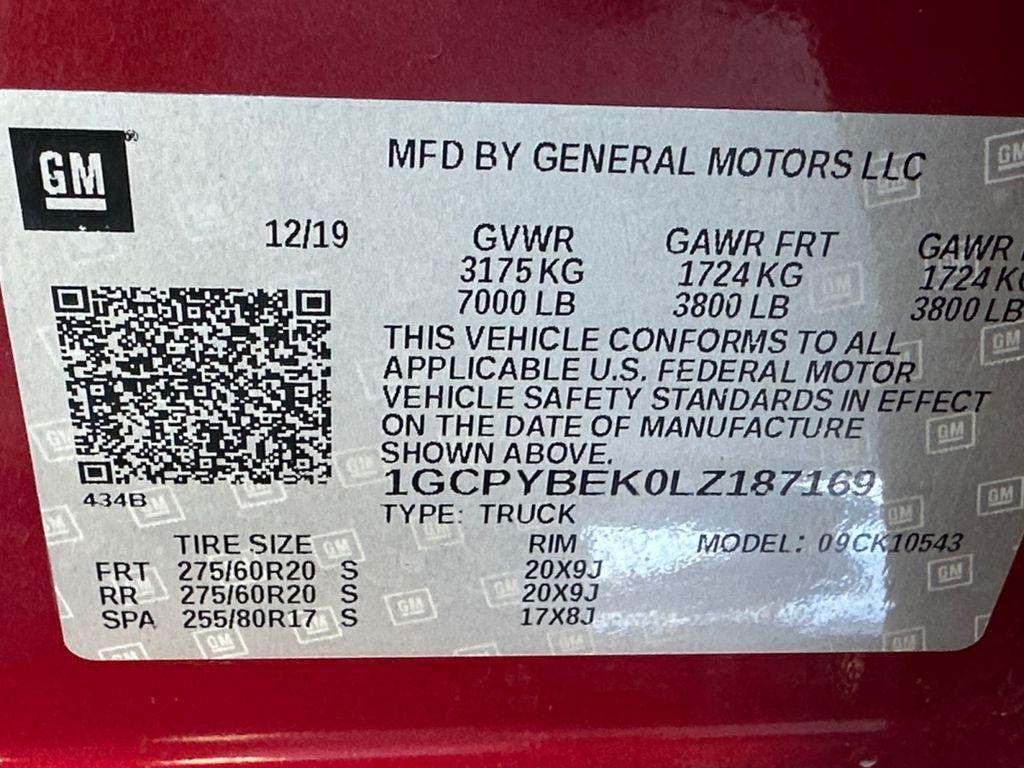 GM
MFD BY GENERAL MOTORS LLC
12/19 GVWR GAWR FRT GAWR
3175 KG 1724 KG 1724 KG
7000 LB 3800 LB 3800 LB
THIS VEHICLE CONFORMS TO ALL
APPLICABLE U.S. FEDERAL MOTOR
VEHICLE SAFETY STANDARDS IN EFFECT
ON THE DATE OF MANUFACTURE
SHOWN ABOVE.
1GCPYBEK0LZ187169
434B
TYPE: TRUCK
TIRE SIZE RIM MODEL: 09CK10543
FRT 275/60R20 S 20X9J
RR 275/60R20 S 20X9J
SPA 255/80R17 S 17X8J